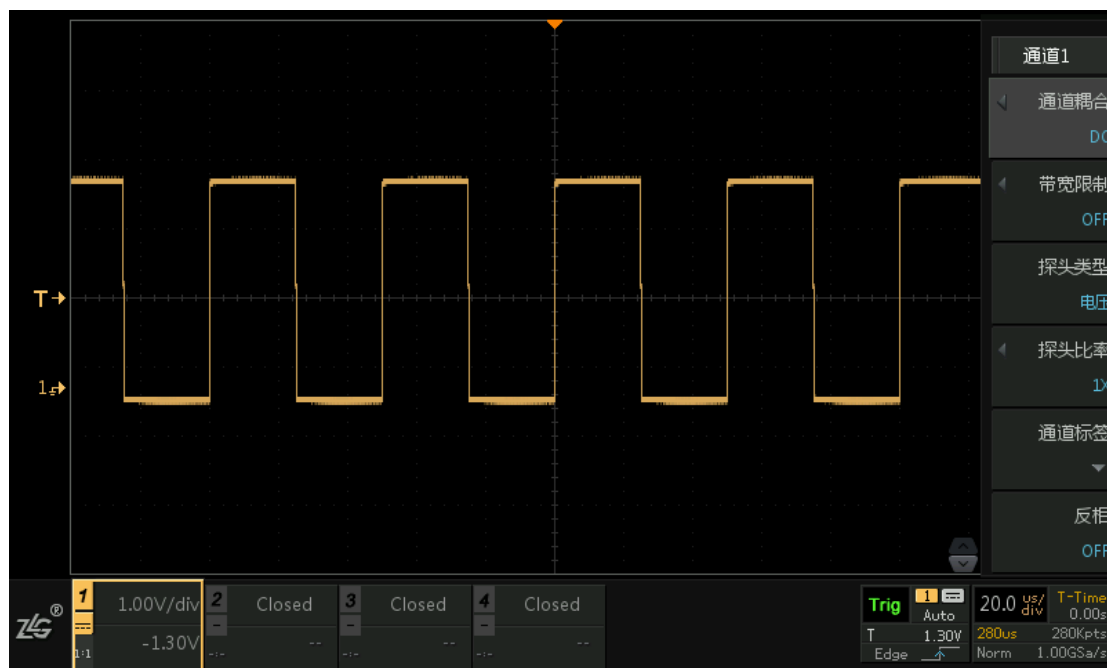 通道1
通道耦合
DC
带宽限制
OFF
T
探头类型
电压
探头比率
1X
1
通道标签
反相
OFF
ZLG®
1
1:1
1.00V/div
-1.30V
2
Closed
--
-:-
3
Closed
--
-:-
4
Closed
--
-:-
Trig
1
Auto
T
1.30V
Edge
20.0 us/div
T-Time
0.00s
280us
280Kpts
Norm
1.00GSa/s